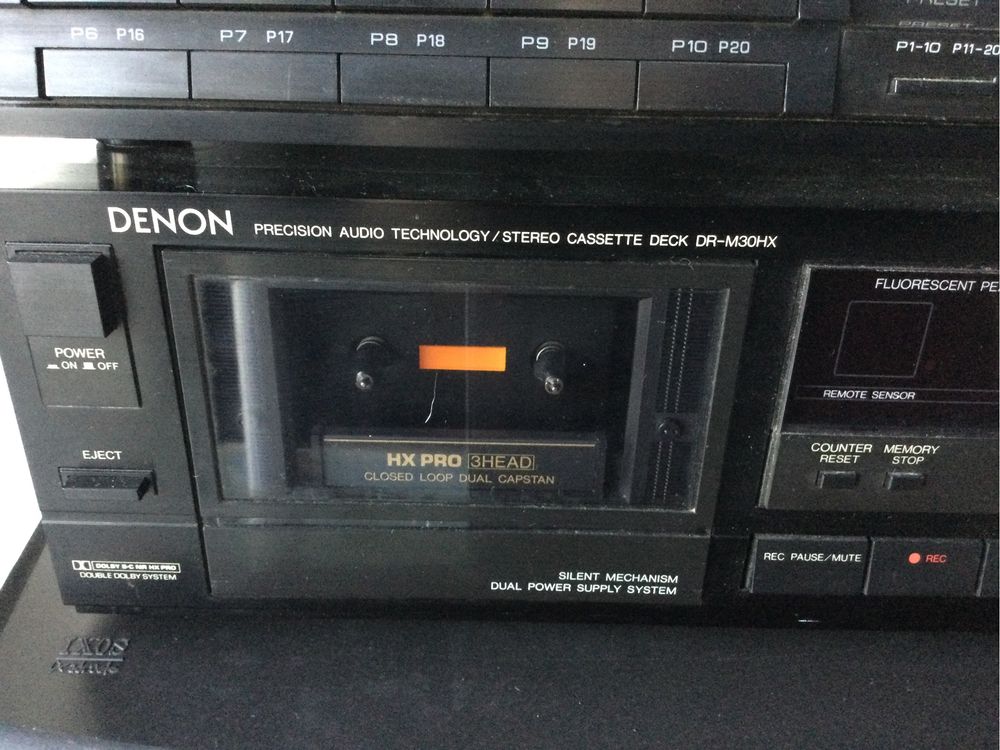 PRESET
PRESET
P6 P16
P7 P17
P8 P18
P9 P19
P10 P20
P1-10 P11-20
DENON
PRECISION AUDIO TECHNOLOGY/STEREO CASSETTE DECK DR-M30HX
POWER
ON OFF
EJECT
FLUORESCENT
REMOTE SENSOR
COUNTER RESET
MEMORY STOP
HX PRO 3HEAD
CLOSED LOOP DUAL CAPSTAN
DOLBY B-C NR HX PRO
DOUBLE DOLBY SYSTEM
SILENT MECHANISM
DUAL POWER SUPPLY SYSTEM
REC PAUSE/MUTE
REC
IXOS